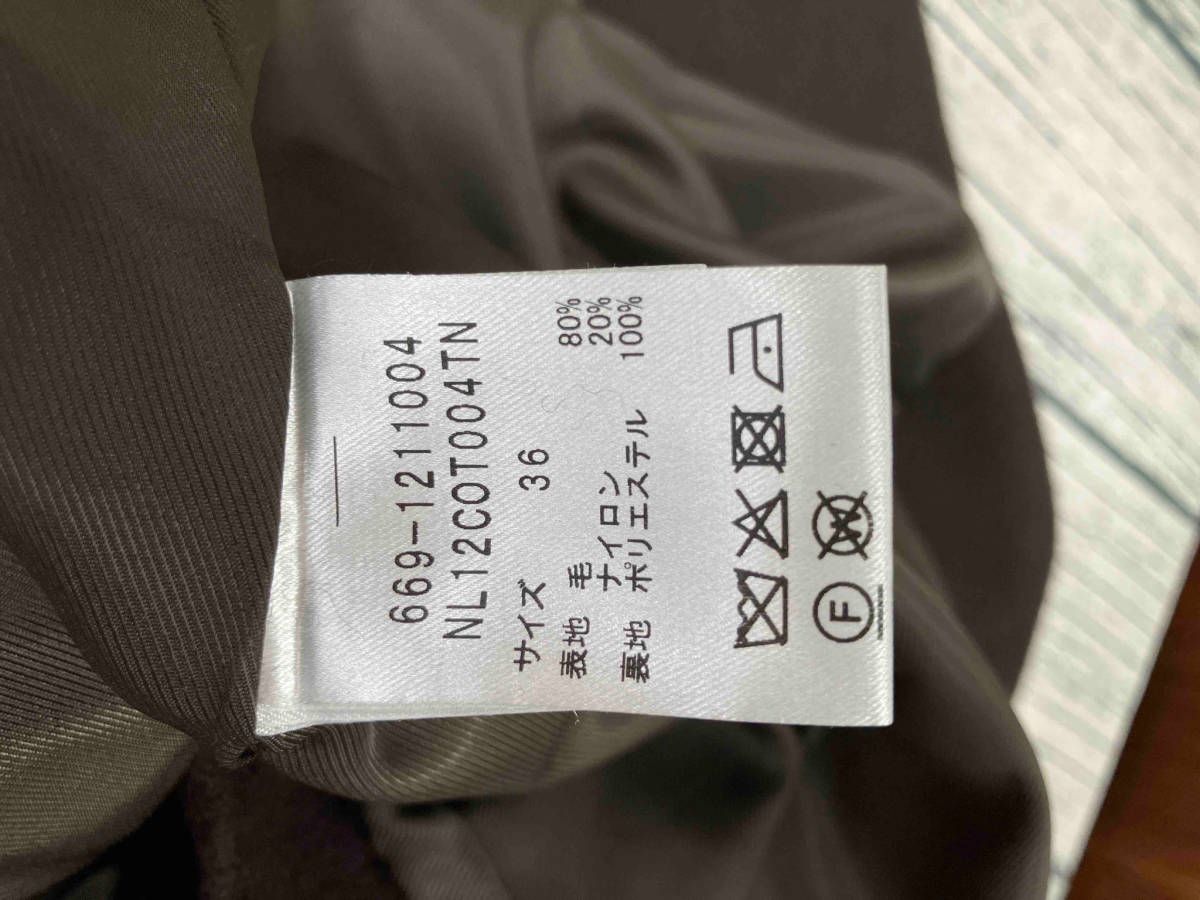 669-1211004
NL12COT004TN
サイズ 36
表地 毛 80%
ナイロン 20%
裏地 ポリエステル 100%
F
W